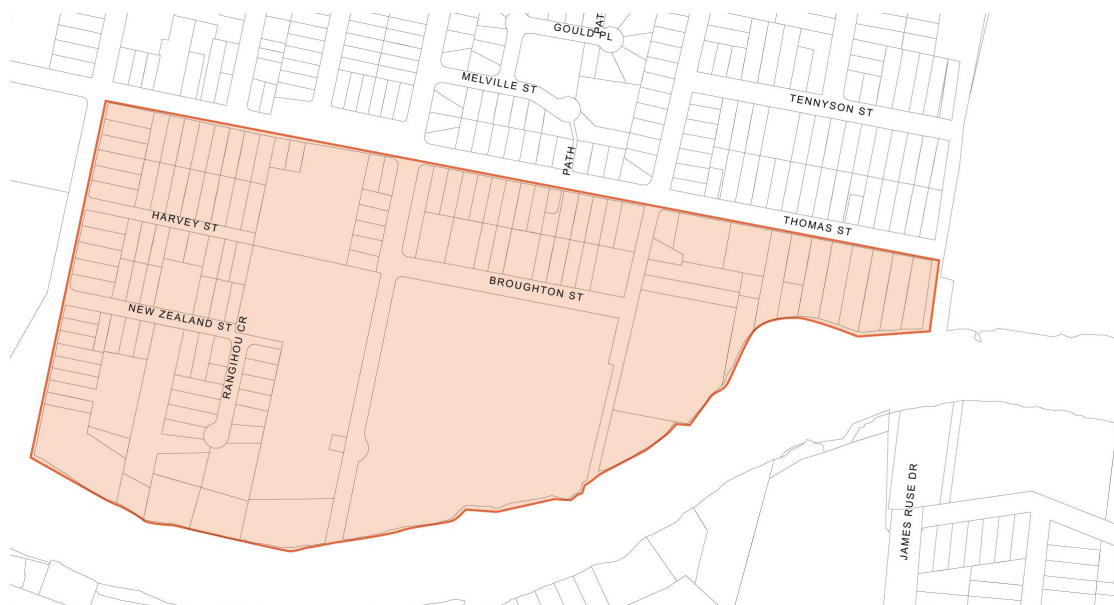 PATH
GOULD PL
MELVILLE ST
TENNYSON ST
PATH
THOMAS ST
HARVEY ST
BROUGHTON ST
NEW ZEALAND ST
RANGIHOU CR
JAMES RUSE DR